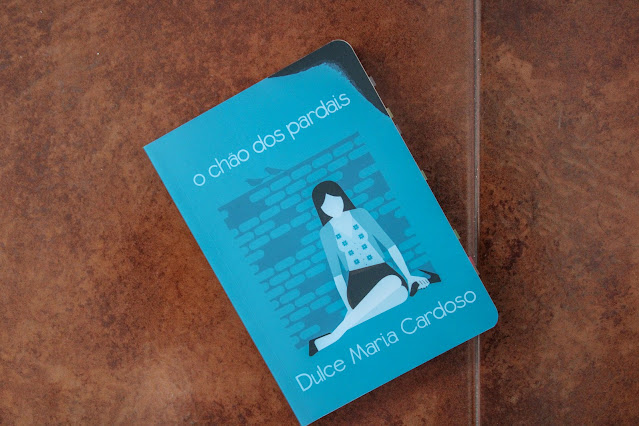 o chão dos pardais
Dulce Maria Cardoso